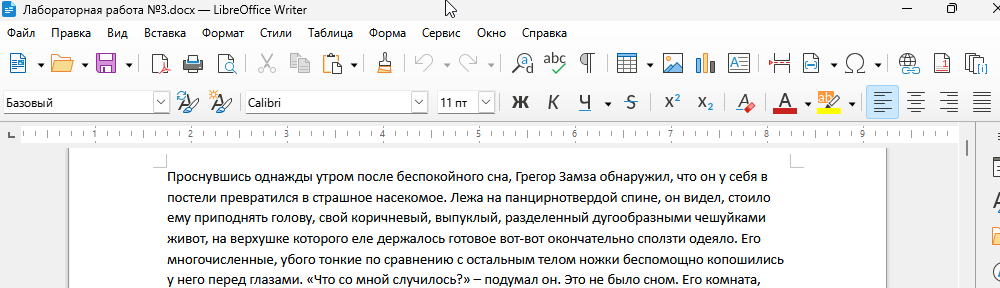 Лабораторная работа №3.docx — LibreOffice Writer
Файл Правка Вид Вставка Формат Стили Таблица Форма Сервис Окно Справка
abc
Базовый Calibri 11 пт Ж К Ч S X² X₂ A A ab
1 2 3 4 5 6 7 8 9
Проснувшись однажды утром после беспокойного сна, Грегор Замза обнаружил, что он у себя в
постели превратился в страшное насекомое. Лежа на панцирнотвердой спине, он видел, стоило
ему приподнять голову, свой коричневый, выпуклый, разделенный дугообразными чешуйками
живот, на верхушке которого еле держалось готовое вот-вот окончательно сползти одеяло. Его
многочисленные, убого тонкие по сравнению с остальным телом ножки беспомощно копошились
у него перед глазами. «Что со мной случилось?» – подумал он. Это не было сном. Его комната,